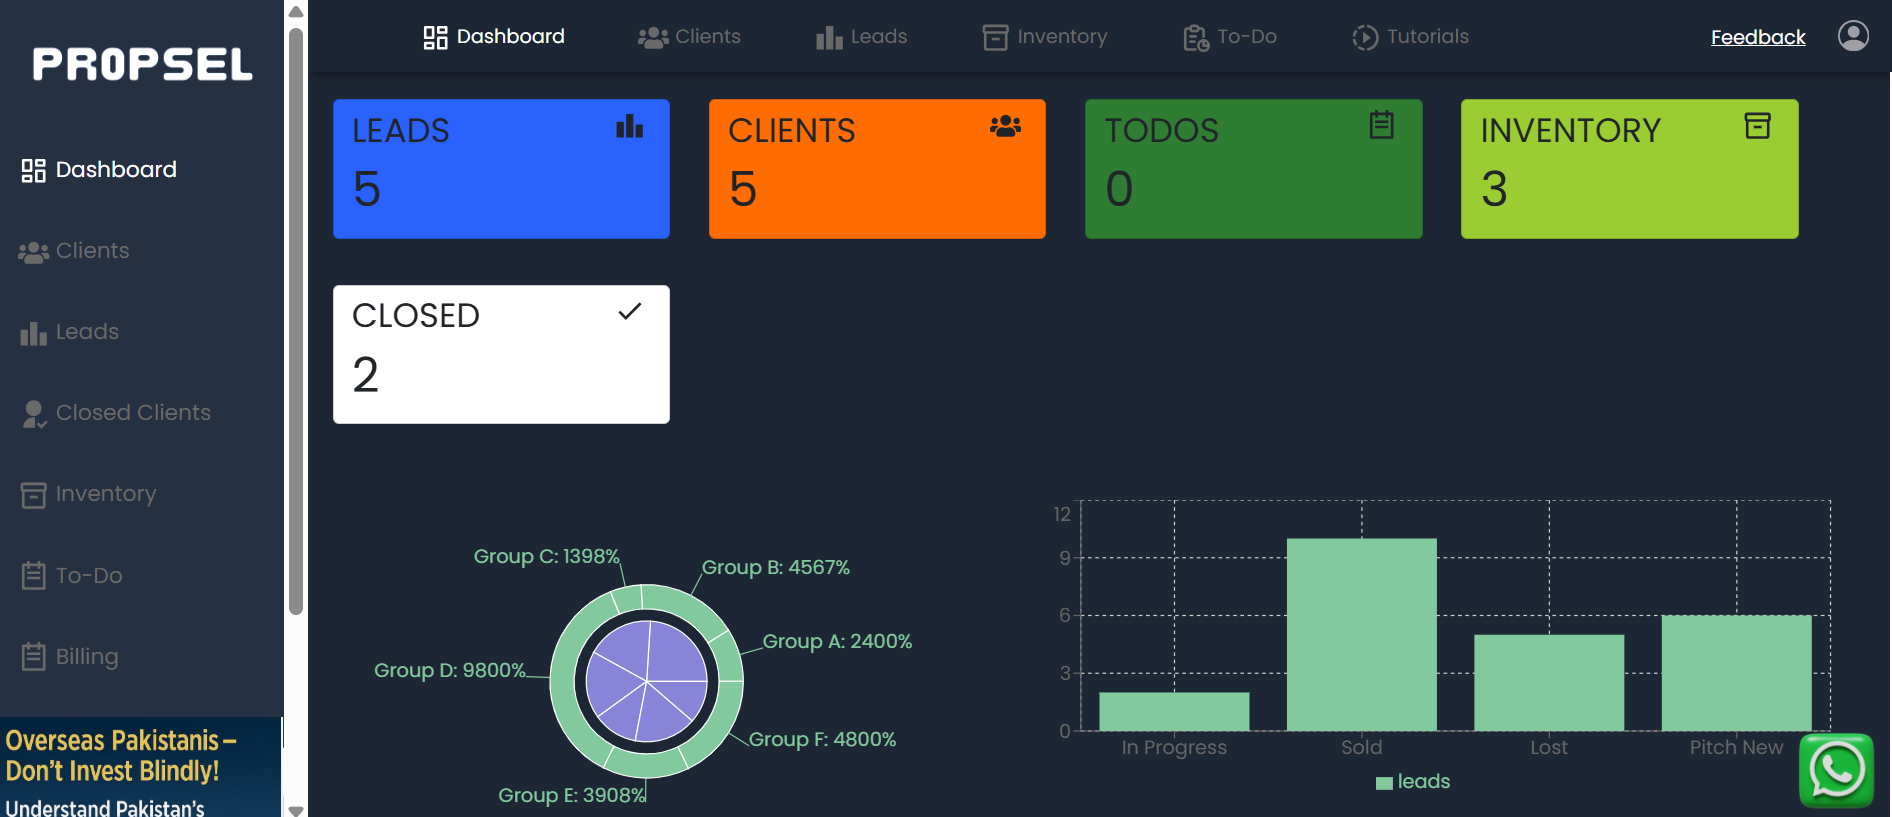 PROPSEL
Dashboard
Clients
Leads
Closed Clients
Inventory
To-Do
Billing
Overseas Pakistanis –
Don't Invest Blindly!
Understand Pakistan's
Dashboard Clients Leads Inventory To-Do Tutorials Feedback
LEADS
5
CLIENTS
5
TODOS
0
INVENTORY
3
CLOSED
2
Group C: 1398%
Group B: 4567%
Group A: 2400%
Group D: 9800%
Group F: 4800%
Group E: 3908%
12
9
6
3
0
In Progress Sold Lost Pitch New
leads